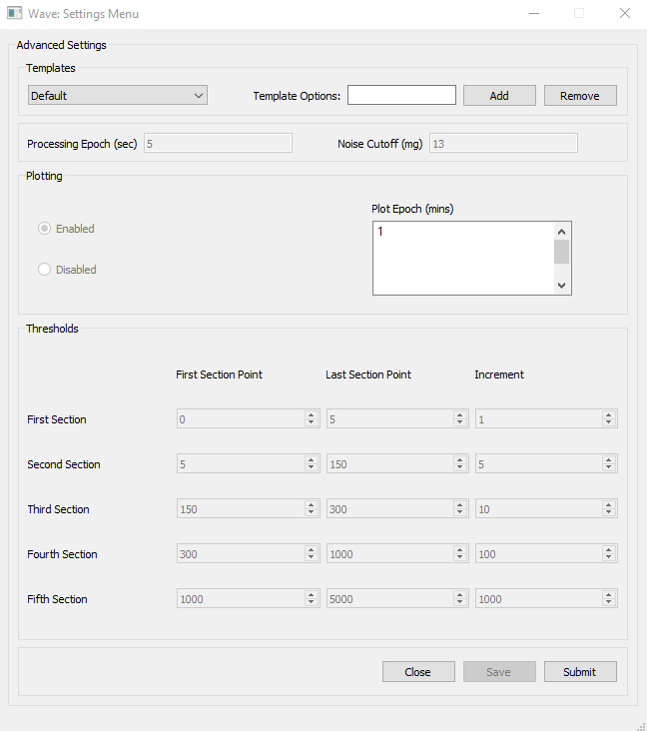 Wave: Settings Menu
Advanced Settings
Templates
Default Template Options: Add Remove
Processing Epoch (sec) 5 Noise Cutoff (mg) 13
Plotting
Plot Epoch (mins)
Enabled 1
Disabled
Thresholds
First Section Point Last Section Point Increment
First Section 0 5 1
Second Section 5 150 5
Third Section 150 300 10
Fourth Section 300 1000 100
Fifth Section 1000 5000 1000
Close Save Submit